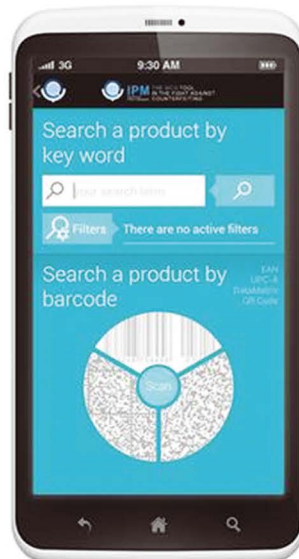 3G
9:30 AM
IPM THE WCO TOOL
IN THE FIGHT AGAINST
COUNTERFEITING
Search a product by
key word
your search term
Filters
There are no active filters
Search a product by
barcode
EAN
UPC-A
DataMatrix
QR Code
Scan